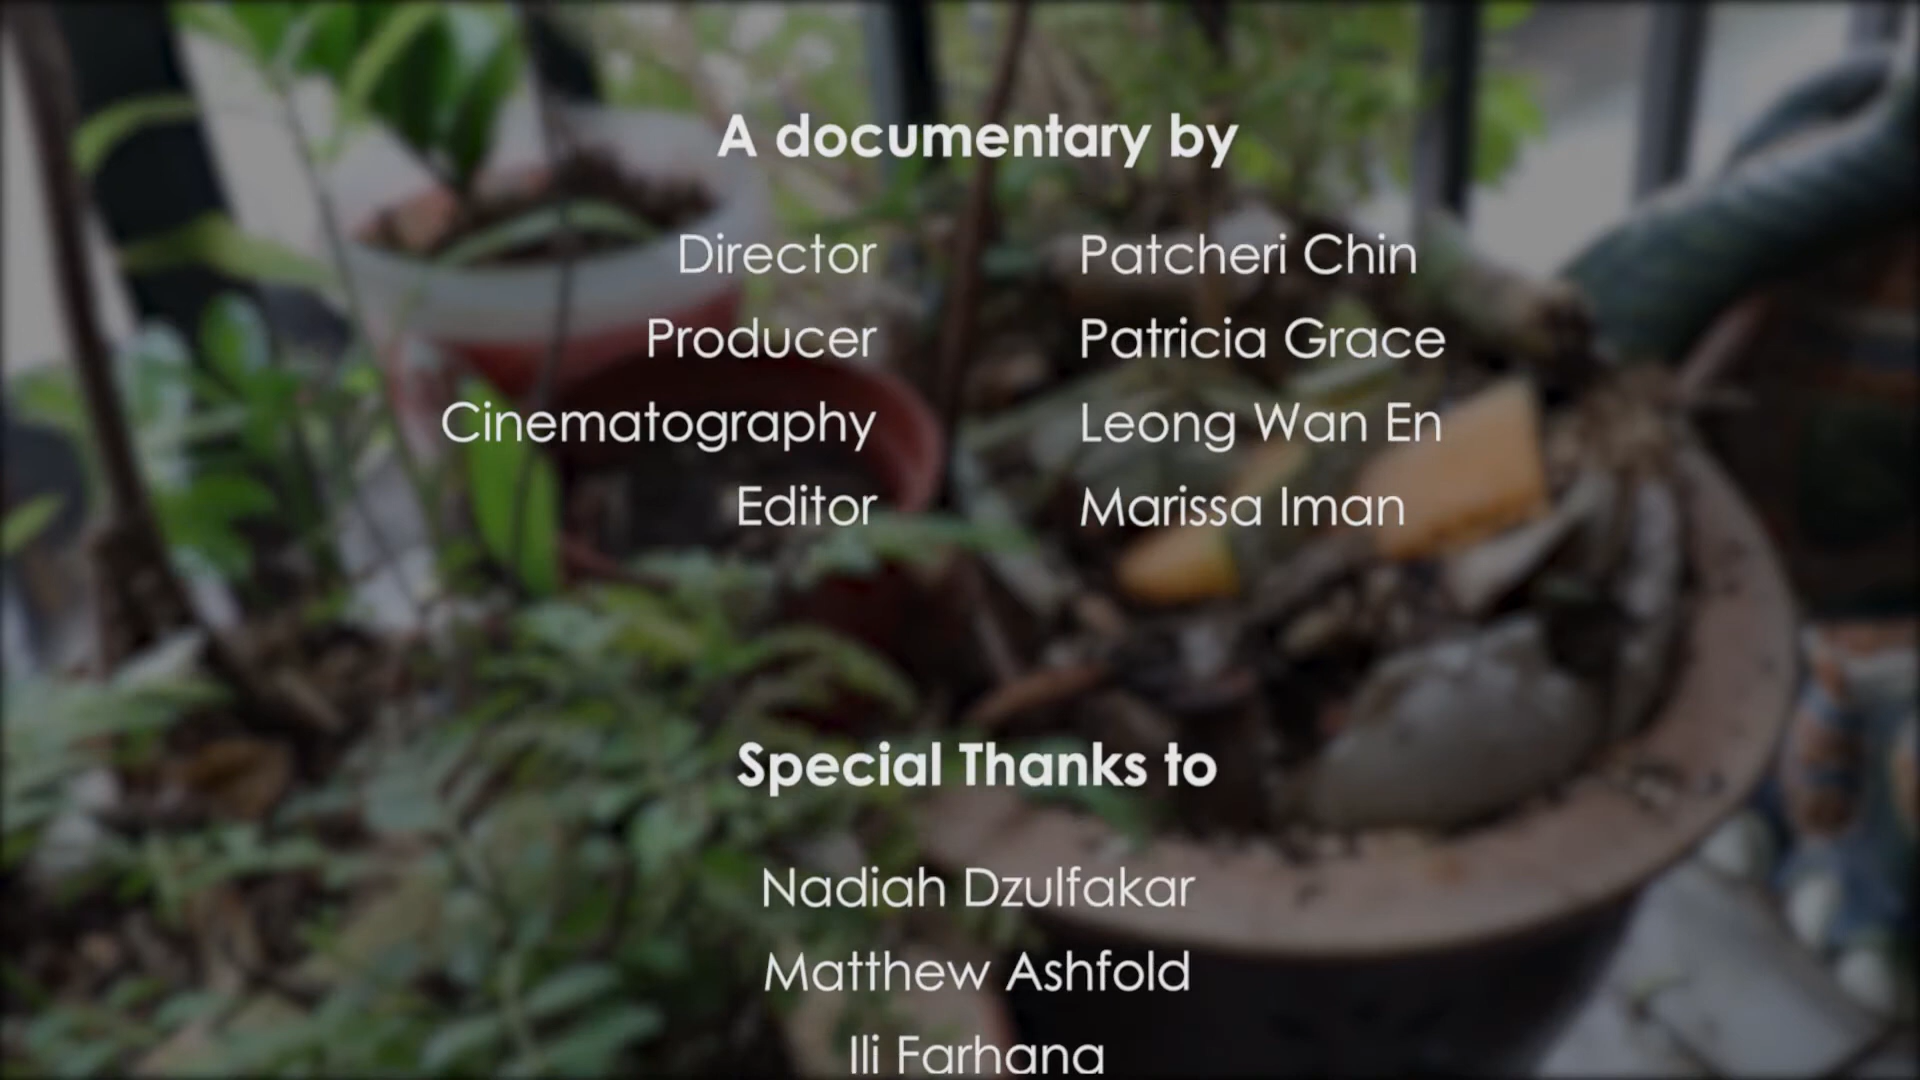 A documentary by
Director Patcheri Chin
Producer Patricia Grace
Cinematography Leong Wan En
Editor Marissa Iman
Special Thanks to
Nadiah Dzulfakar
Matthew Ashfold
Ili Farhana